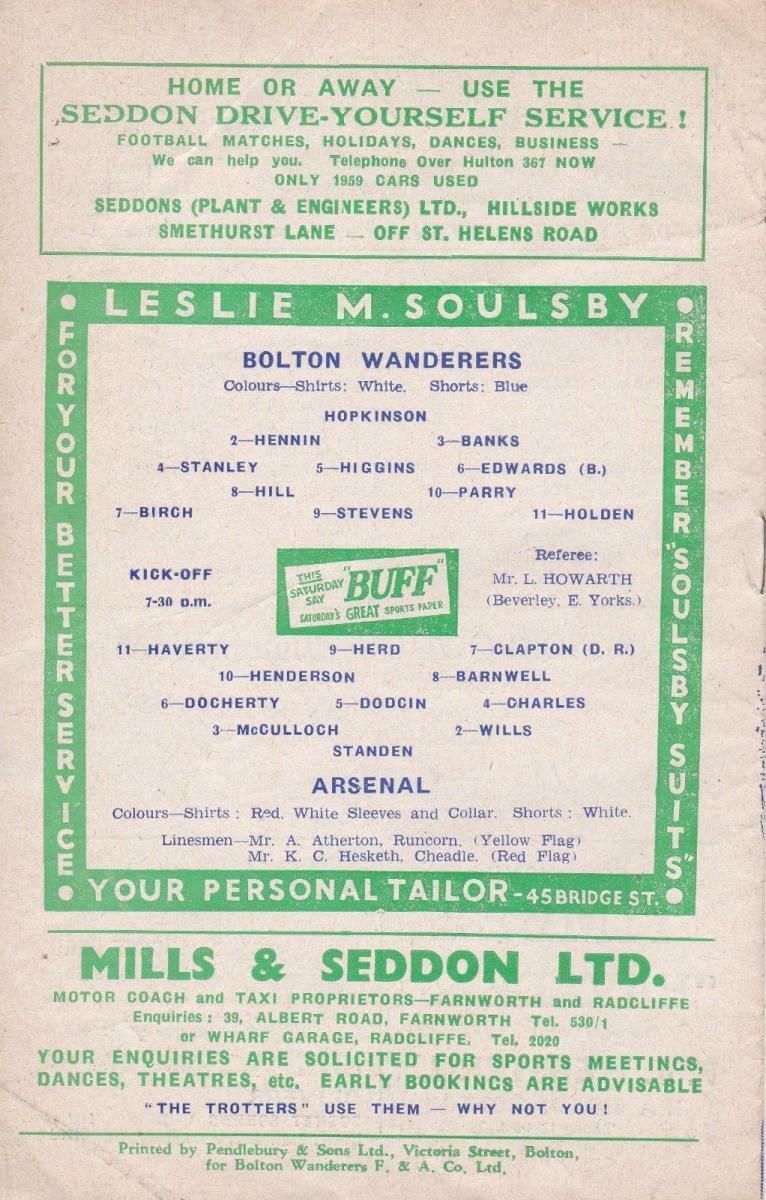 HOME OR AWAY — USE THE
SEDDON DRIVE-YOURSELF SERVICE !
FOOTBALL MATCHES, HOLIDAYS, DANCES, BUSINESS —
We can help you. Telephone Over Hulton 367 NOW
ONLY 1959 CARS USED
SEDDONS (PLANT & ENGINEERS) LTD., HILLSIDE WORKS
SMETHURST LANE — OFF ST. HELENS ROAD
LESLIE M. SOULSBY
FOR YOUR BETTER SERVICE
REMEMBER "SOULSBY SUITS"
BOLTON WANDERERS
Colours—Shirts: White. Shorts: Blue
HOPKINSON
2—HENNIN 3—BANKS
4—STANLEY 5—HIGGINS 6—EDWARDS (B.)
8—HILL 10—PARRY
7—BIRCH 9—STEVENS 11—HOLDEN
KICK-OFF
7-30 p.m.
THIS
SATURDAY
SAY
"BUFF"
SATURDAY'S GREAT SPORTS PAPER
Referee:
Mr. L. HOWARTH
(Beverley, E. Yorks.)
11—HAVERTY 9—HERD 7—CLAPTON (D. R.)
10—HENDERSON 8—BARNWELL
6—DOCHERTY 5—DODGIN 4—CHARLES
3—McCULLOCH 2—WILLS
STANDEN
ARSENAL
Colours—Shirts : Red, White Sleeves and Collar. Shorts : White.
Linesmen—Mr. A. Atherton, Runcorn. (Yellow Flag)
Mr. K. C. Hesketh, Cheadle. (Red Flag)
YOUR PERSONAL TAILOR - 45 BRIDGE ST.
MILLS & SEDDON LTD.
MOTOR COACH and TAXI PROPRIETORS—FARNWORTH and RADCLIFFE
Enquiries : 39, ALBERT ROAD, FARNWORTH Tel. 530/1
or WHARF GARAGE, RADCLIFFE, Tel. 2020
YOUR ENQUIRIES ARE SOLICITED FOR SPORTS MEETINGS,
DANCES, THEATRES, etc. EARLY BOOKINGS ARE ADVISABLE
"THE TROTTERS" USE THEM — WHY NOT YOU !
Printed by Pendlebury & Sons Ltd., Victoria Street, Bolton,
for Bolton Wanderers F. & A. Co. Ltd.